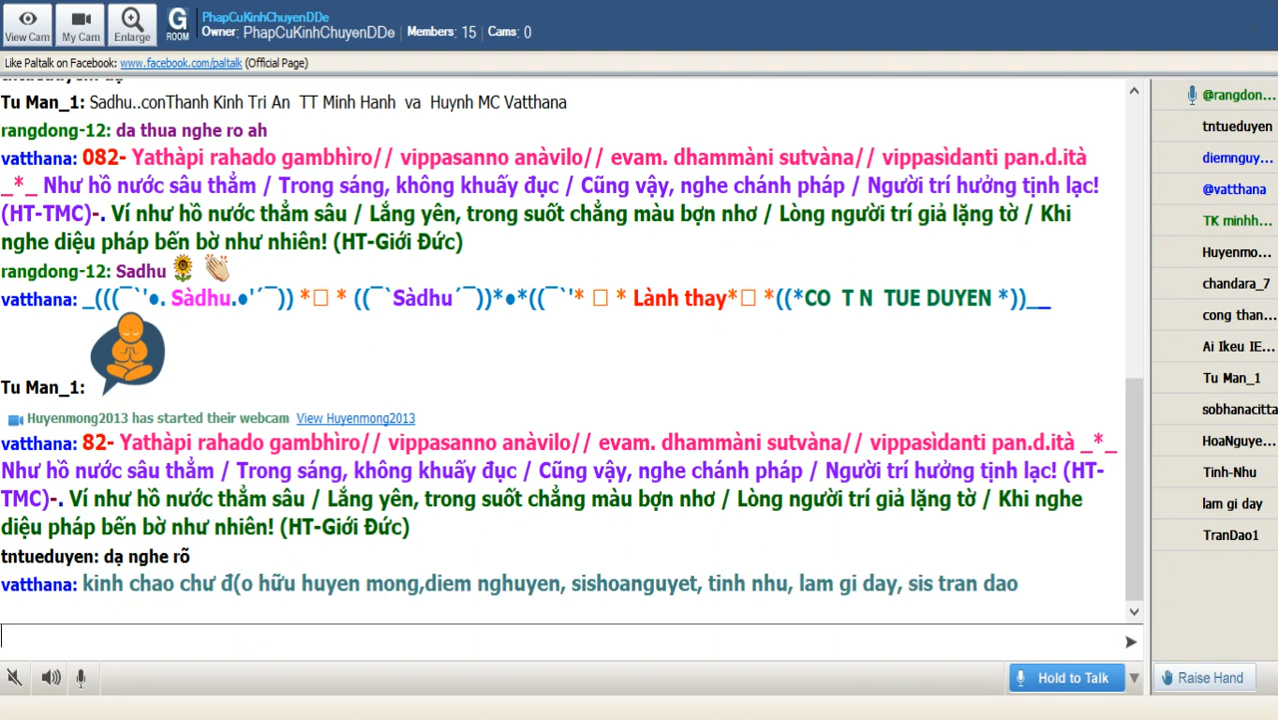 View Cam
My Cam
Enlarge
G
ROOM
PhapCuKinhChuyenDDe
Owner: PhapCuKinhChuyenDDe Members: 15 Cams: 0
Like Paltalk on Facebook: www.facebook.com/paltalk (Official Page)
Tu Man_1: Sadhu..conThanh Kinh Tri An TT Minh Hanh va Huynh MC Vatthana
rangdong-12: da thua nghe ro ah
vatthana: 082- Yathàpi rahado gambhìro// vippasanno anàvilo// evam. dhammàni sutvàna// vippasìdanti pan.d.ità
_*_ Như hồ nước sâu thẳm / Trong sáng, không khuấy đục / Cũng vậy, nghe chánh pháp / Người trí hưởng tịnh lạc!
(HT-TMC)-. Ví như hồ nước thẳm sâu / Lắng yên, trong suốt chẳng màu bợn nhơ / Lòng người trí giả lặng tờ / Khi
nghe diệu pháp bến bờ như nhiên! (HT-Giới Đức)
rangdong-12: Sadhu
vatthana: _(((¯`'●. Sàdhu.●'´¯)) *□ * ((¯`Sàdhu´¯))*●*((¯`'* □ * Lành thay*□ *((*CO T N TUE DUYEN *))__
Tu Man_1:
Huyenmong2013 has started their webcam View Huyenmong2013
vatthana: 82- Yathàpi rahado gambhìro// vippasanno anàvilo// evam. dhammàni sutvàna// vippasìdanti pan.d.ità _*_
Như hồ nước sâu thẳm / Trong sáng, không khuấy đục / Cũng vậy, nghe chánh pháp / Người trí hưởng tịnh lạc! (HT-
TMC)-. Ví như hồ nước thẳm sâu / Lắng yên, trong suốt chẳng màu bợn nhơ / Lòng người trí giả lặng tờ / Khi nghe
diệu pháp bến bờ như nhiên! (HT-Giới Đức)
tntueduyen: dạ nghe rõ
vatthana: kinh chao chư đ(o hữu huyen mong,diem nghuyen, sishoanguyet, tinh nhu, lam gi day, sis tran dao
Hold to Talk
@rangdon...
tntueduyen
diemnguy...
@vatthana
TK minhh...
Huyenmo...
chandara_7
cong than...
Ai Ikeu IE...
Tu Man_1
sobhanacitta
HoaNguye...
Tinh-Nhu
lam gi day
TranDao1
Raise Hand